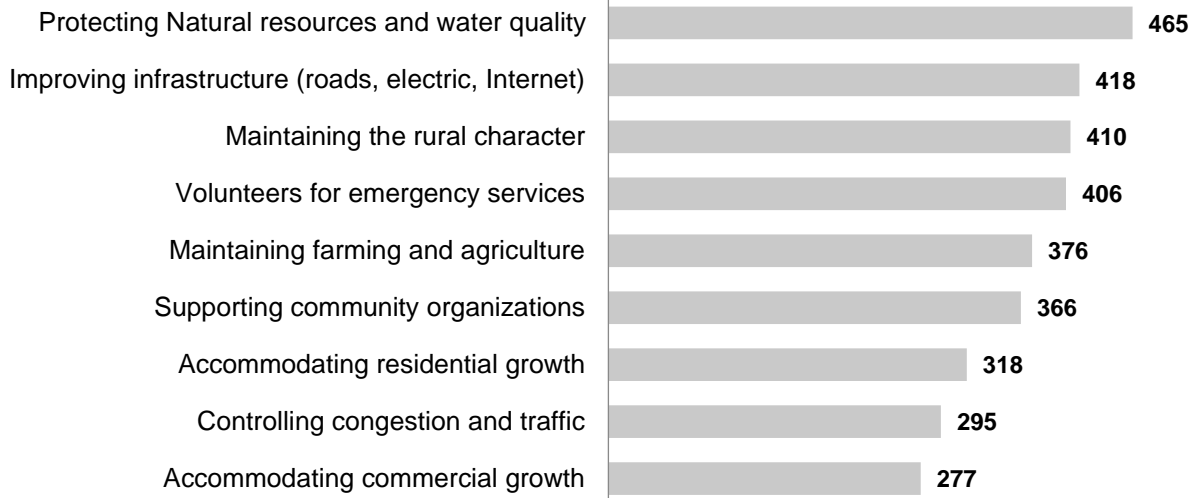 Protecting Natural resources and water quality 465
Improving infrastructure (roads, electric, Internet) 418
Maintaining the rural character 410
Volunteers for emergency services 406
Maintaining farming and agriculture 376
Supporting community organizations 366
Accommodating residential growth 318
Controlling congestion and traffic 295
Accommodating commercial growth 277